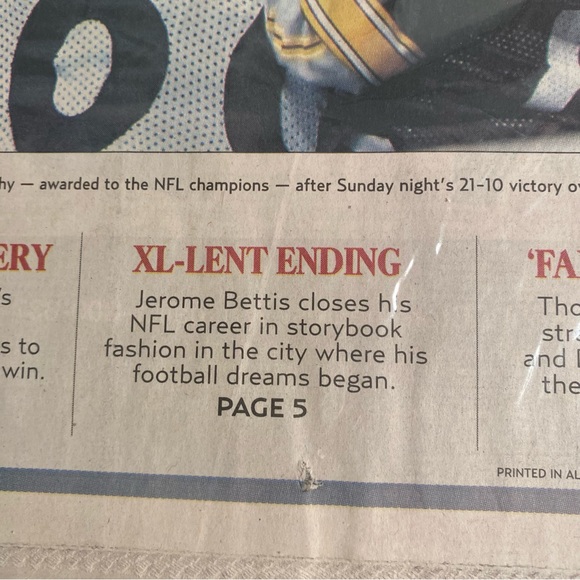 hy — awarded to the NFL champions — after Sunday night's 21-10 victory ov
ERY
's
s to
win.
XL-LENT ENDING
Jerome Bettis closes his
NFL career in storybook
fashion in the city where his
football dreams began.
PAGE 5
'FA
Tho
str
and
the
PRINTED IN AL